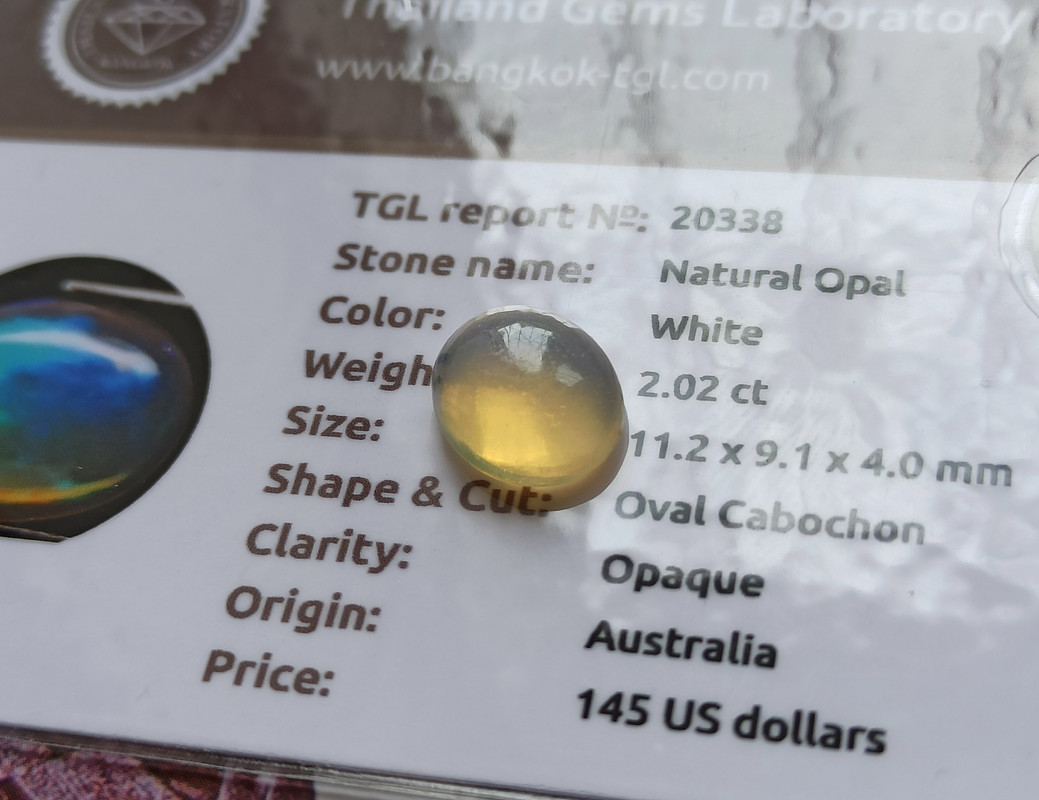 Thailand Gems Laboratory
www.bangkok-tgl.com
TGL report №: 20338
Stone name: Natural Opal
Color: White
Weigh 2.02 ct
Size: 11.2 x 9.1 x 4.0 mm
Shape & Cut: Oval Cabochon
Clarity: Opaque
Origin: Australia
Price: 145 US dollars